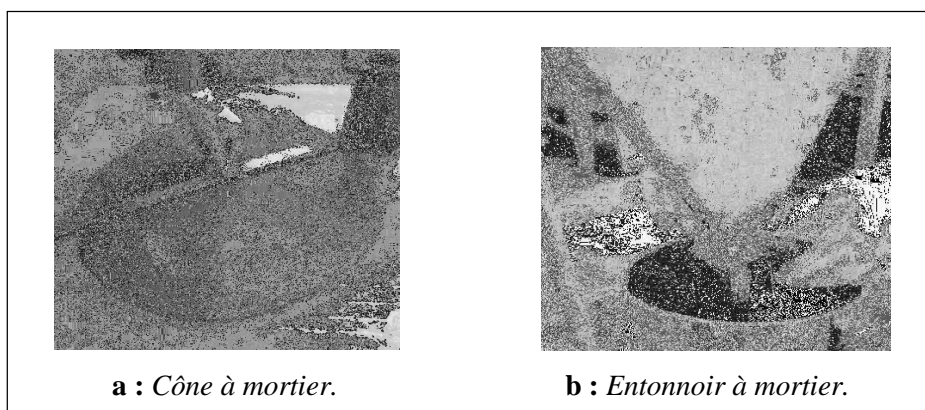 a : Cône à mortier.
b : Entonnoir à mortier.